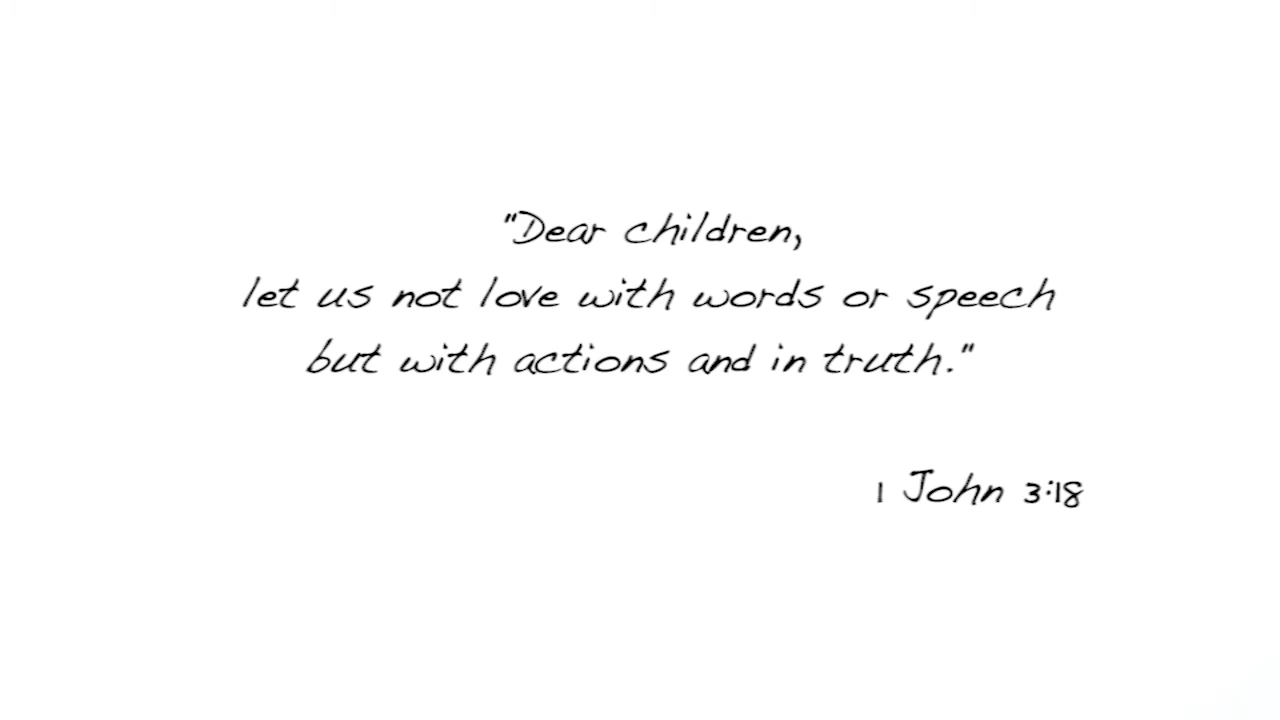 "Dear children,
let us not love with words or speech
but with actions and in truth."
1 John 3:18